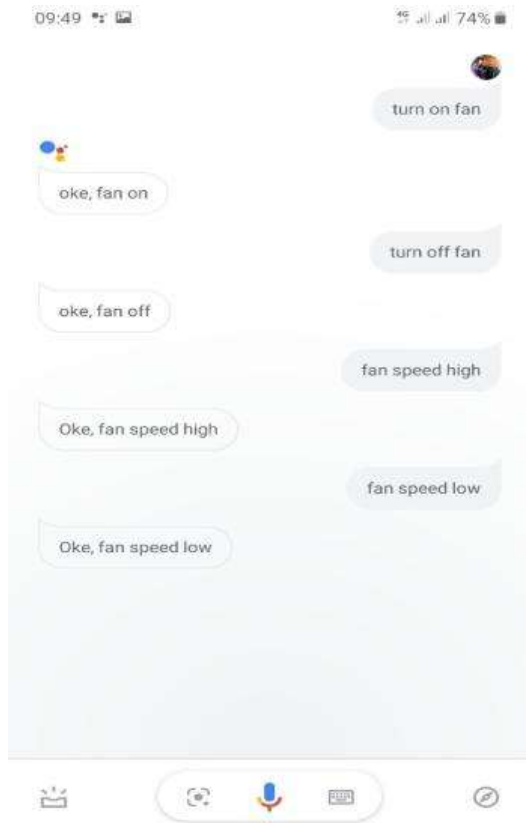 09:49 74%
turn on fan
oke, fan on
turn off fan
oke, fan off
fan speed high
Oke, fan speed high
fan speed low
Oke, fan speed low